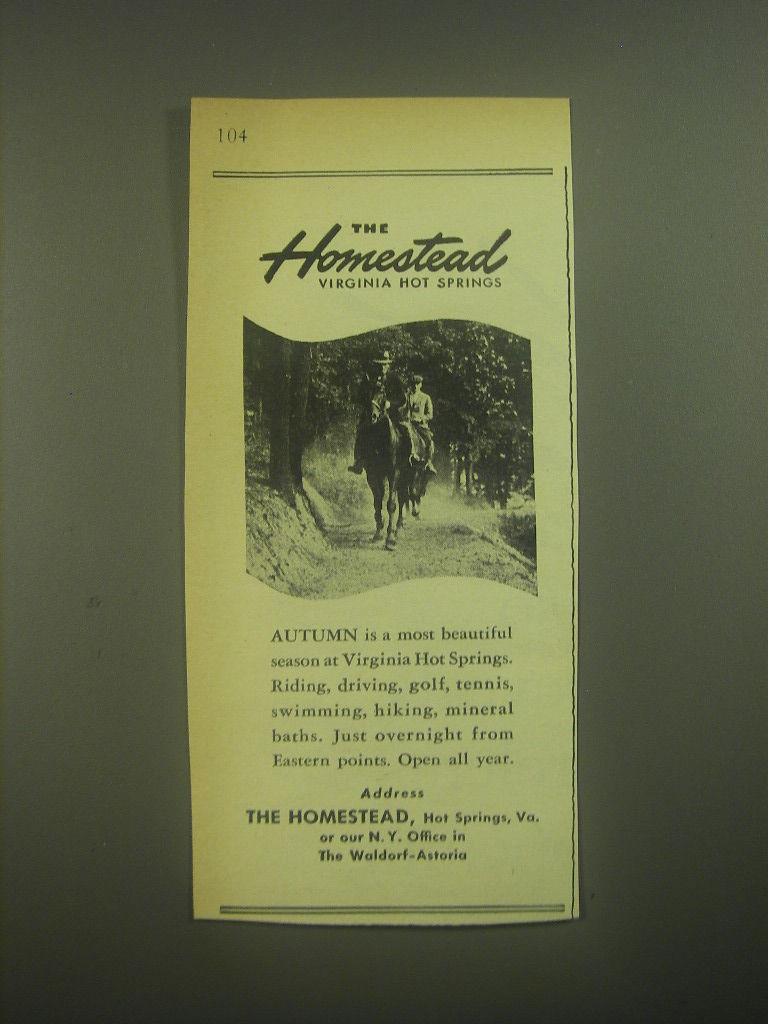 104
THE
Homestead
VIRGINIA HOT SPRINGS
AUTUMN is a most beautiful
season at Virginia Hot Springs.
Riding, driving, golf, tennis,
swimming, hiking, mineral
baths. Just overnight from
Eastern points. Open all year.
Address
THE HOMESTEAD, Hot Springs, Va.
or our N. Y. Office in
The Waldorf-Astoria